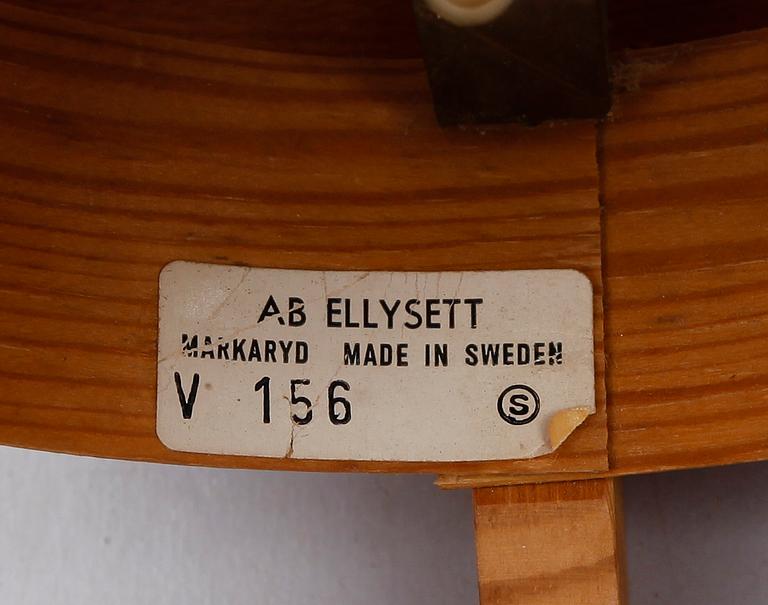 AB ELLYSETT
MARKARYD MADE IN SWEDEN
V 156 Ⓢ